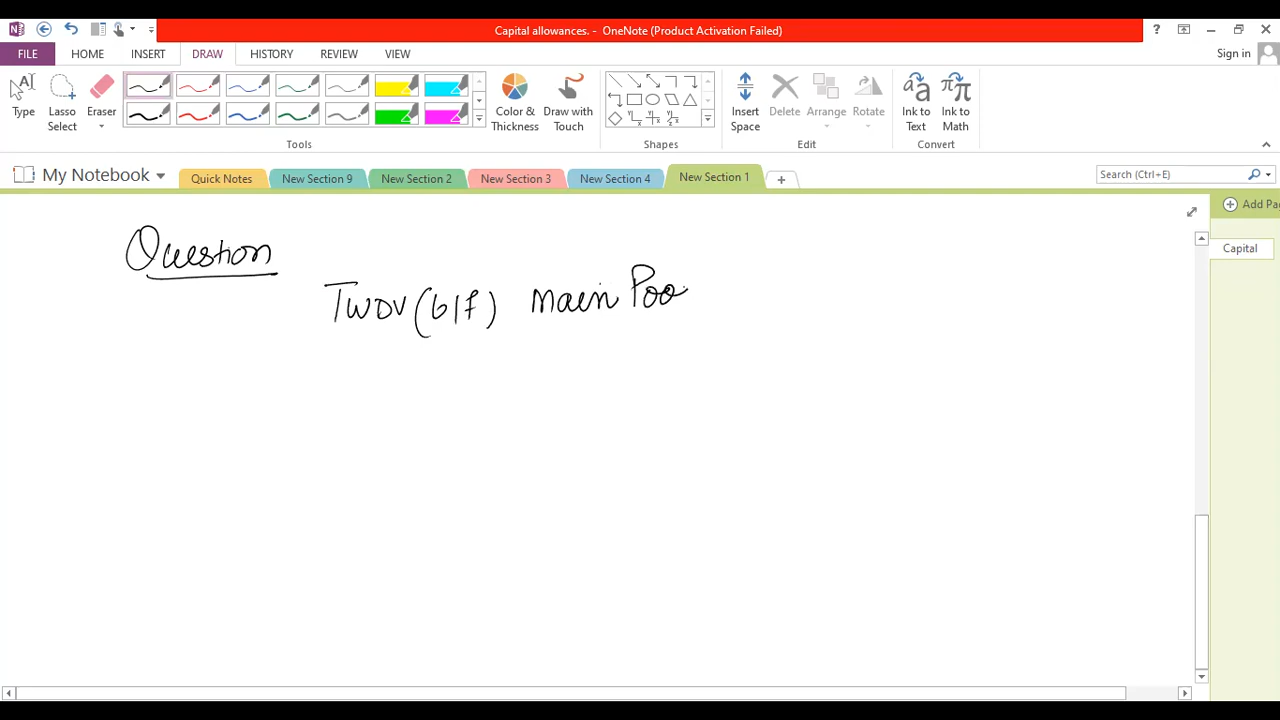 Capital allowances. - OneNote (Product Activation Failed)
?
FILE HOME INSERT DRAW HISTORY REVIEW VIEW
Sign in
Type
Lasso Select
Eraser
Color & Thickness
Draw with Touch
Insert Space
Delete
Arrange
Rotate
Ink to Text
Ink to Math
Tools Shapes Edit Convert
My Notebook Quick Notes New Section 9 New Section 2 New Section 3 New Section 4 New Section 1
Search (Ctrl+E)
Add Pa
Capital
Question
TWDV (b/f) Main Poo